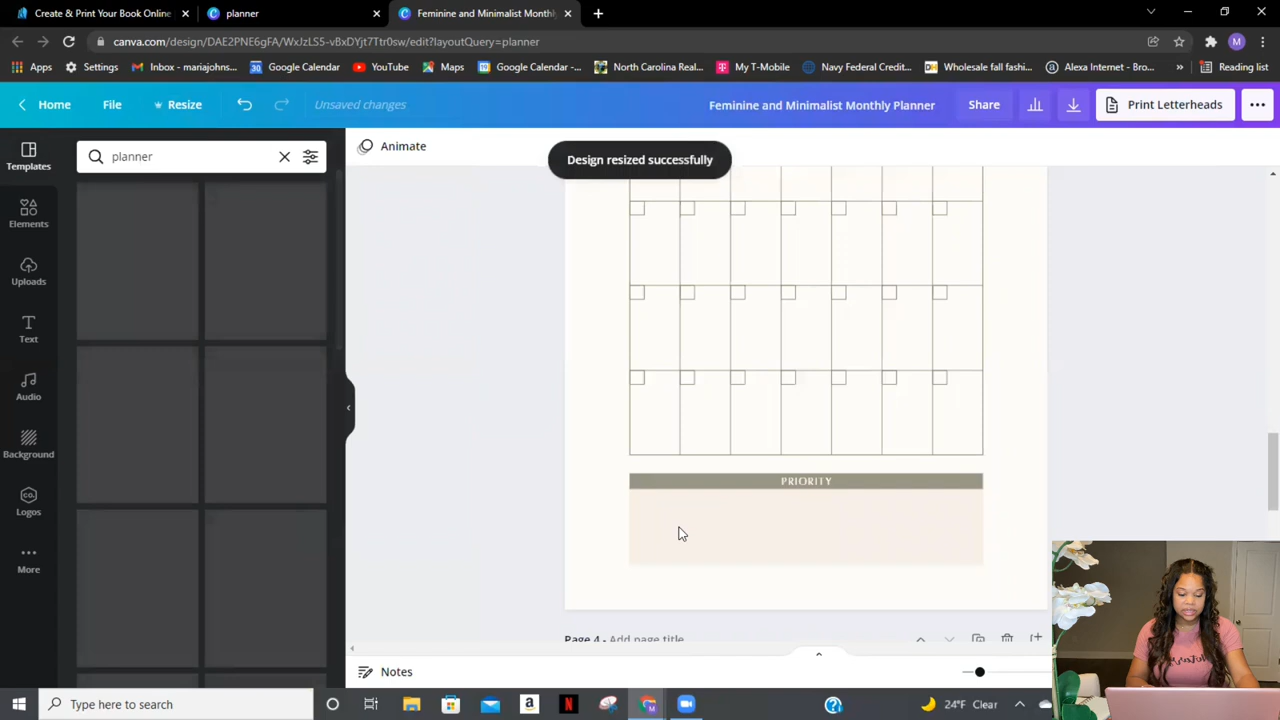 Create & Print Your Book Online
planner
Feminine and Minimalist Monthly
canva.com/design/DAE2PNE6gFA/WxJzLS5-vBxDYjt7Ttr0sw/edit?layoutQuery=planner
M
Apps
Settings
Inbox - mariajohns...
30
Google Calendar
YouTube
Maps
Google Calendar -...
North Carolina Real...
My T-Mobile
Navy Federal Credit...
DH
Wholesale fall fashi...
Alexa Internet - Bro...
»
Reading list
Home
File
Resize
Unsaved changes
Feminine and Minimalist Monthly Planner
Share
Print Letterheads
Animate
Design resized successfully
Templates
planner
Elements
Uploads
Text
Audio
Background
CO.
Logos
More
PRIORITY
Page 4 - Add page title
Notes
Type here to search
24°F Clear